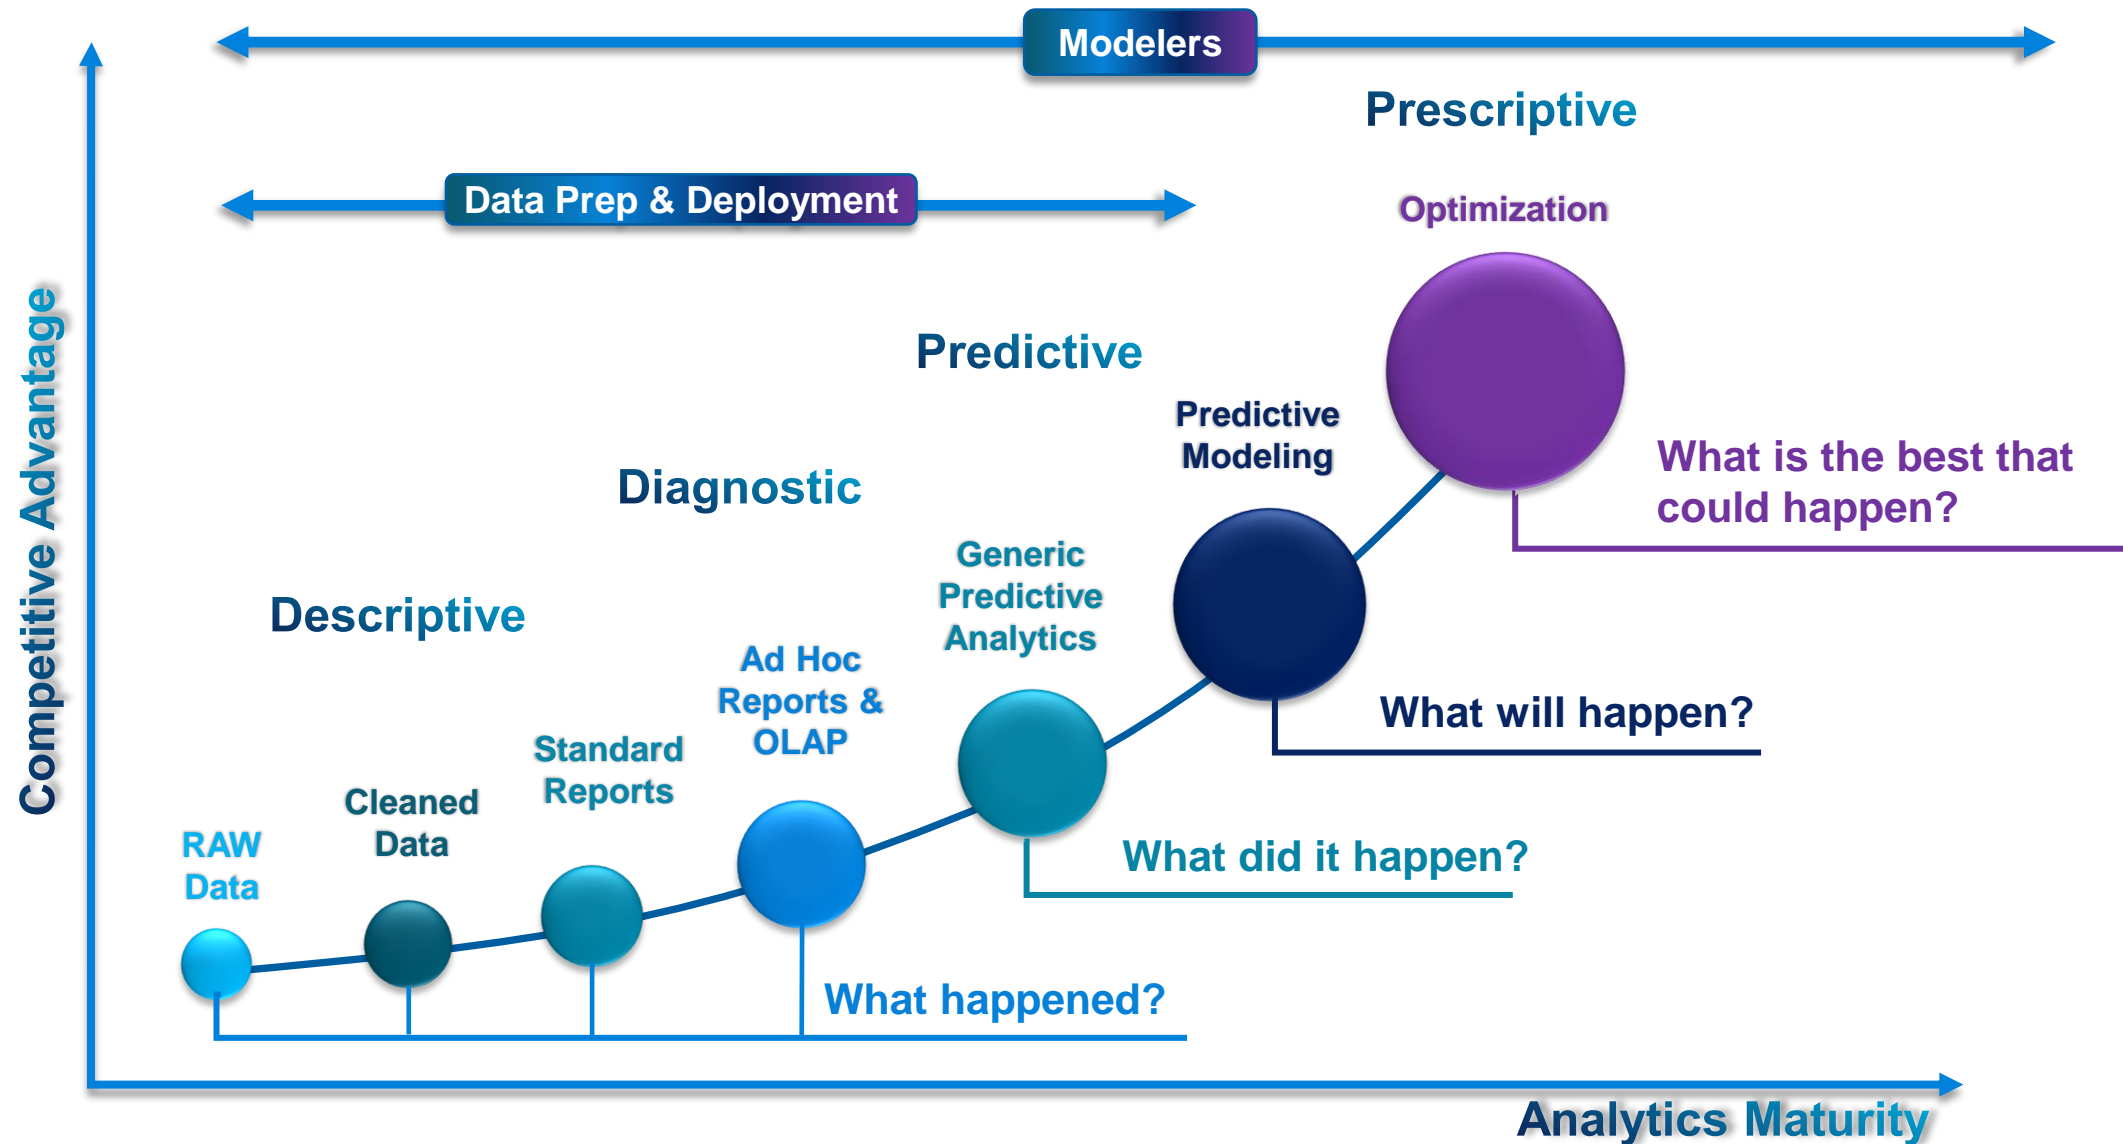 Modelers
Prescriptive
Data Prep & Deployment
Optimization
Predictive
Predictive
Modeling
What is the best that
could happen?
Diagnostic
Generic
Predictive
Analytics
Descriptive
Ad Hoc
Reports &
OLAP
What will happen?
Standard
Reports
Cleaned
Data
RAW
Data
What did it happen?
What happened?
Competitive Advantage
Analytics Maturity